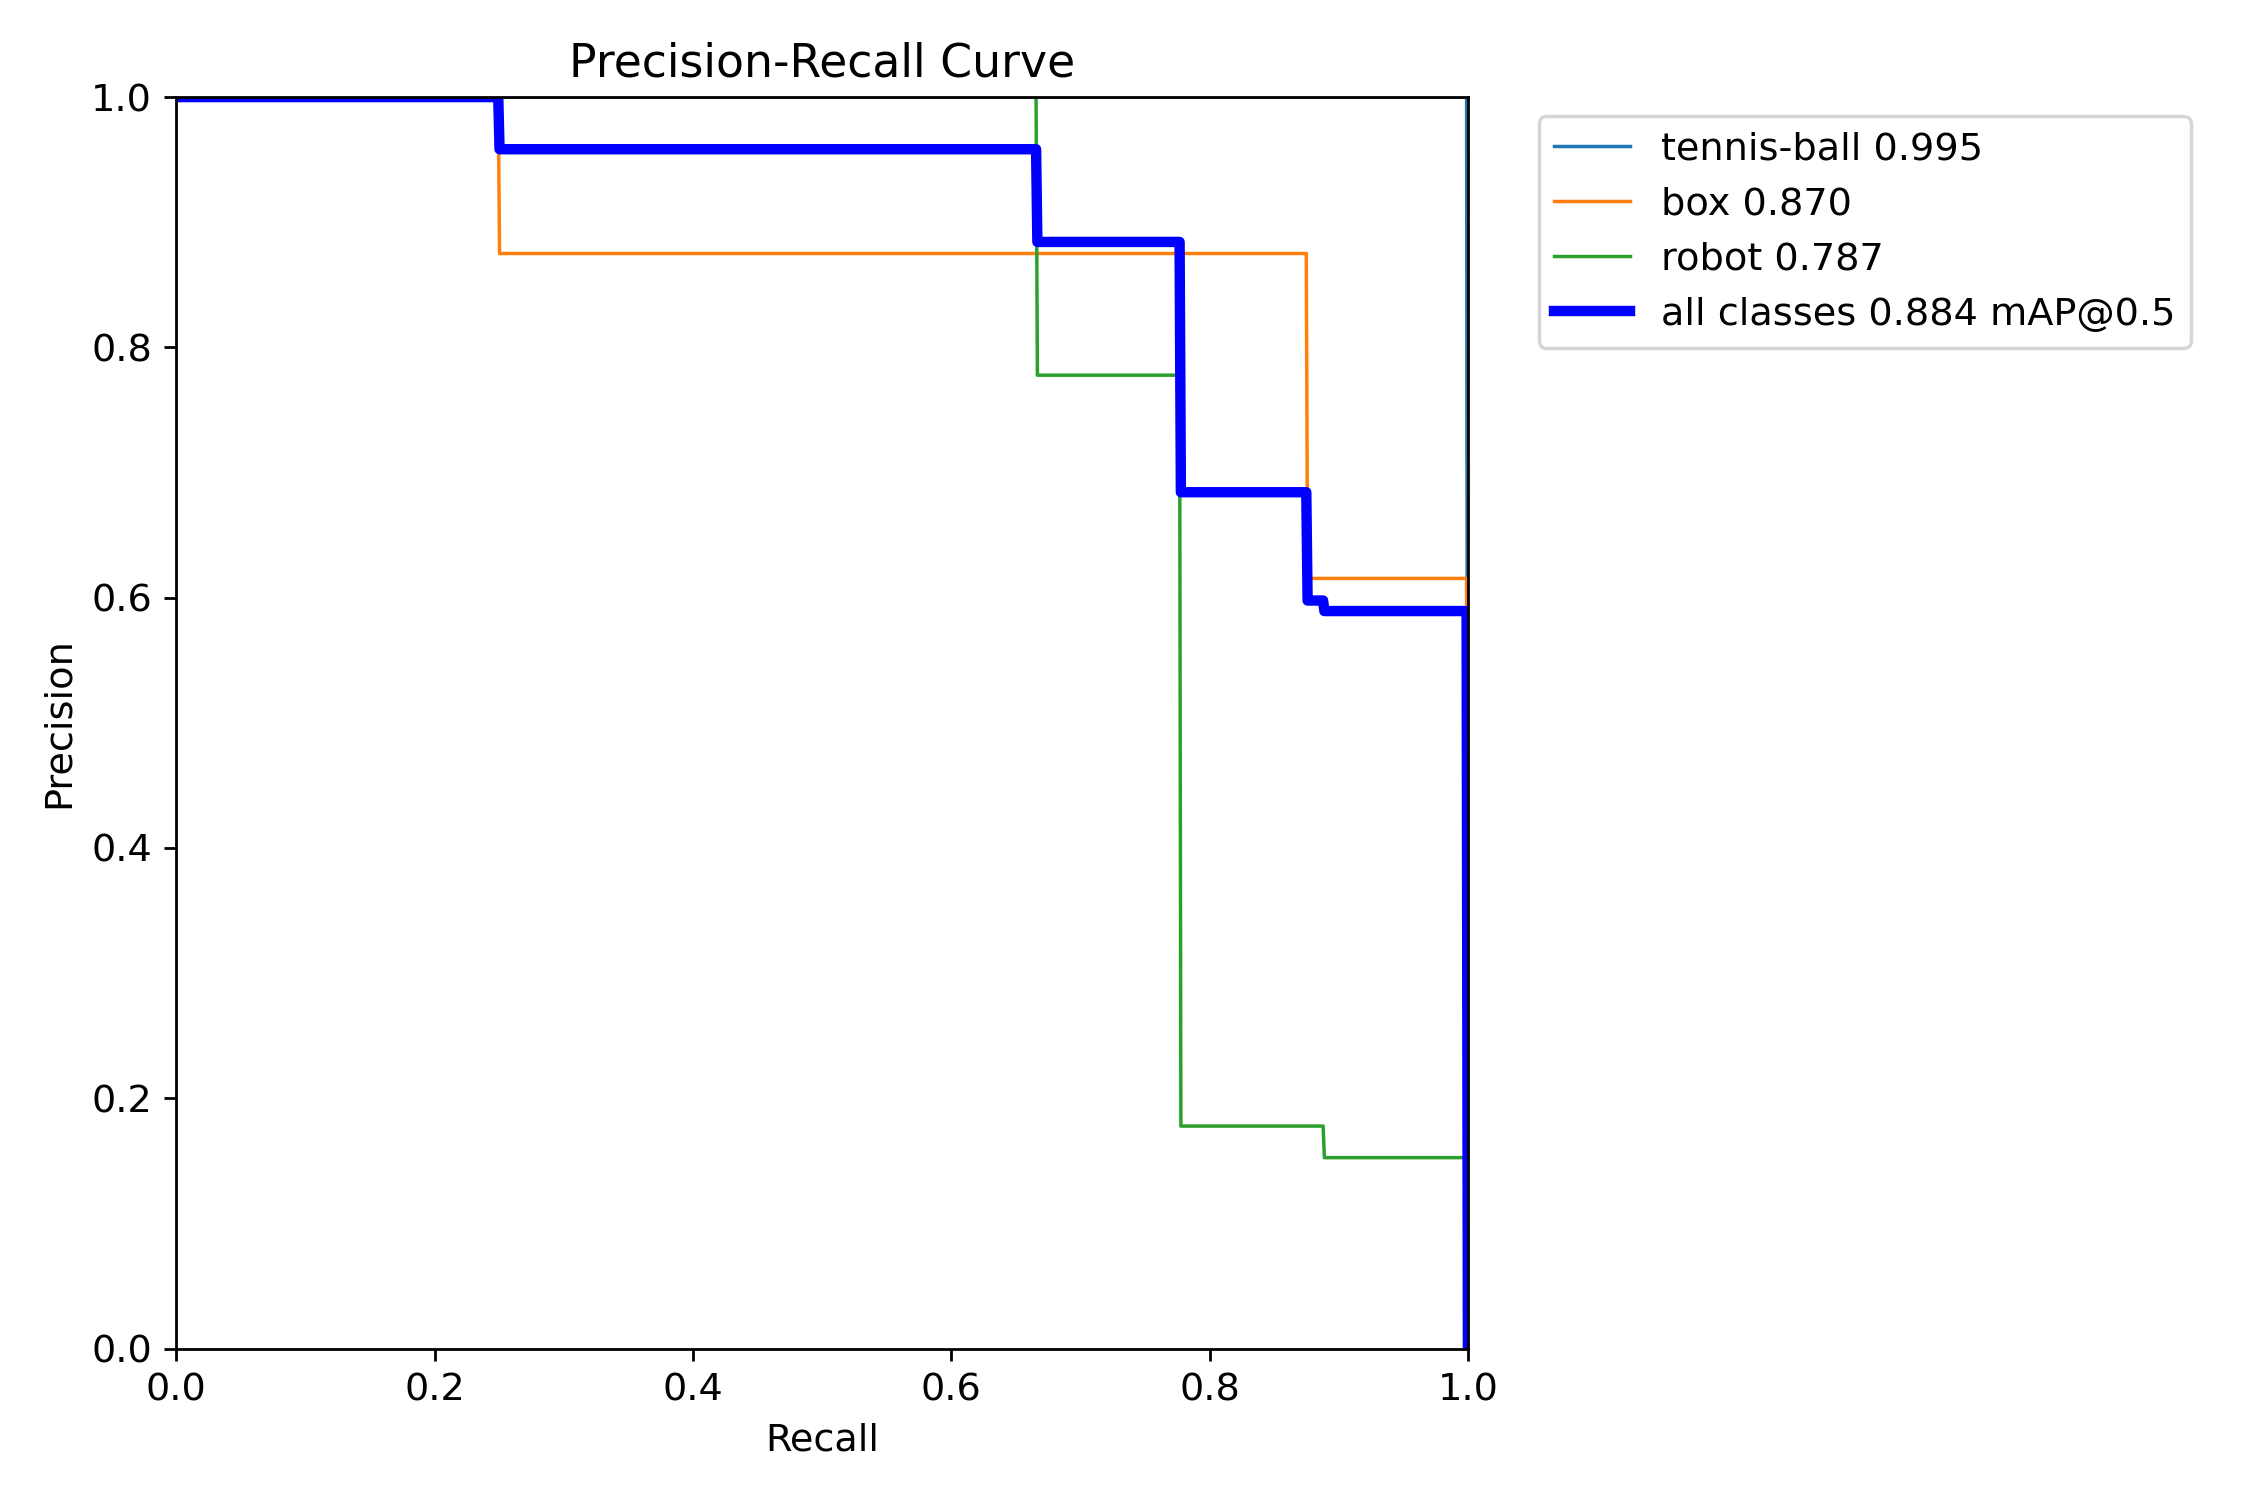 Precision-Recall Curve
1.0
0.8
0.6
0.4
0.2
0.0
Precision
0.0 0.2 0.4 0.6 0.8 1.0
Recall
tennis-ball 0.995
box 0.870
robot 0.787
all classes 0.884 mAP@0.5